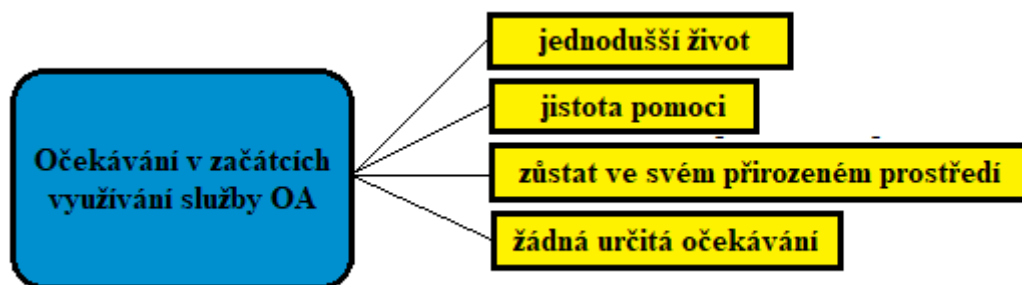 Očekávání v začátcích
využívání služby OA
jednodušší život
jistota pomoci
zůstat ve svém přirozeném prostředí
žádná určitá očekávání